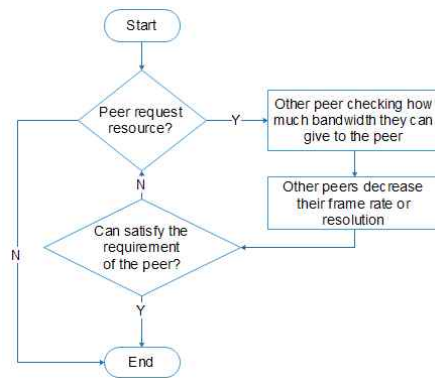 Start
Peer request
resource?
Y
Other peer checking how
much bandwidth they can
give to the peer
Other peers decrease
their frame rate or
resolution
N
Can satisfy the
requirement
of the peer?
N
Y
End